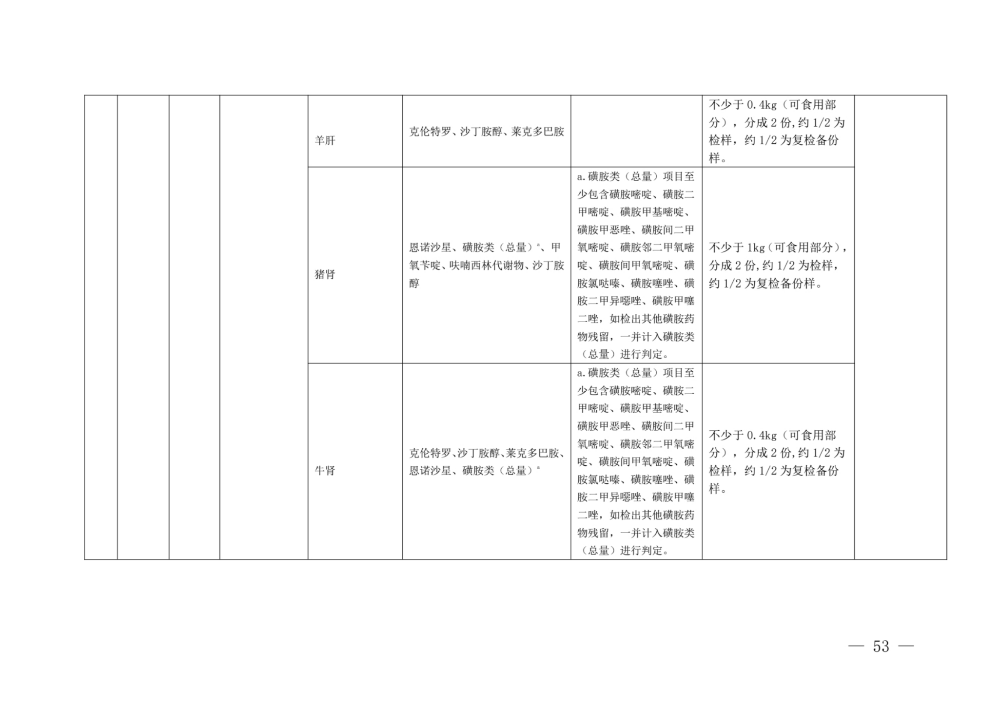 羊肝
克伦特罗、沙丁胺醇、莱克多巴胺
不少于 0.4kg（可食用部
分），分成 2 份,约 1/2 为
检样，约 1/2 为复检备份
样。
猪肾
恩诺沙星、磺胺类（总量）a、甲
氧苄啶、呋喃西林代谢物、沙丁胺
醇
a.磺胺类（总量）项目至
少包含磺胺嘧啶、磺胺二
甲嘧啶、磺胺甲基嘧啶、
磺胺甲恶唑、磺胺间二甲
氧嘧啶、磺胺邻二甲氧嘧
啶、磺胺间甲氧嘧啶、磺
胺氯哒嗪、磺胺噻唑、磺
胺二甲异噁唑、磺胺甲噻
二唑，如检出其他磺胺药
物残留，一并计入磺胺类
（总量）进行判定。
不少于 1kg（可食用部分），
分成 2 份,约 1/2 为检样，
约 1/2 为复检备份样。
牛肾
克伦特罗、沙丁胺醇、莱克多巴胺、
恩诺沙星、磺胺类（总量）a
a.磺胺类（总量）项目至
少包含磺胺嘧啶、磺胺二
甲嘧啶、磺胺甲基嘧啶、
磺胺甲恶唑、磺胺间二甲
氧嘧啶、磺胺邻二甲氧嘧
啶、磺胺间甲氧嘧啶、磺
胺氯哒嗪、磺胺噻唑、磺
胺二甲异噁唑、磺胺甲噻
二唑，如检出其他磺胺药
物残留，一并计入磺胺类
（总量）进行判定。
不少于 0.4kg（可食用部
分），分成 2 份,约 1/2 为
检样，约 1/2 为复检备份
样。
— 53 —